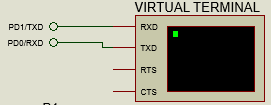 VIRTUAL TERMINAL
PD1/TXD RXD
PD0/RXD TXD
RTS
CTS